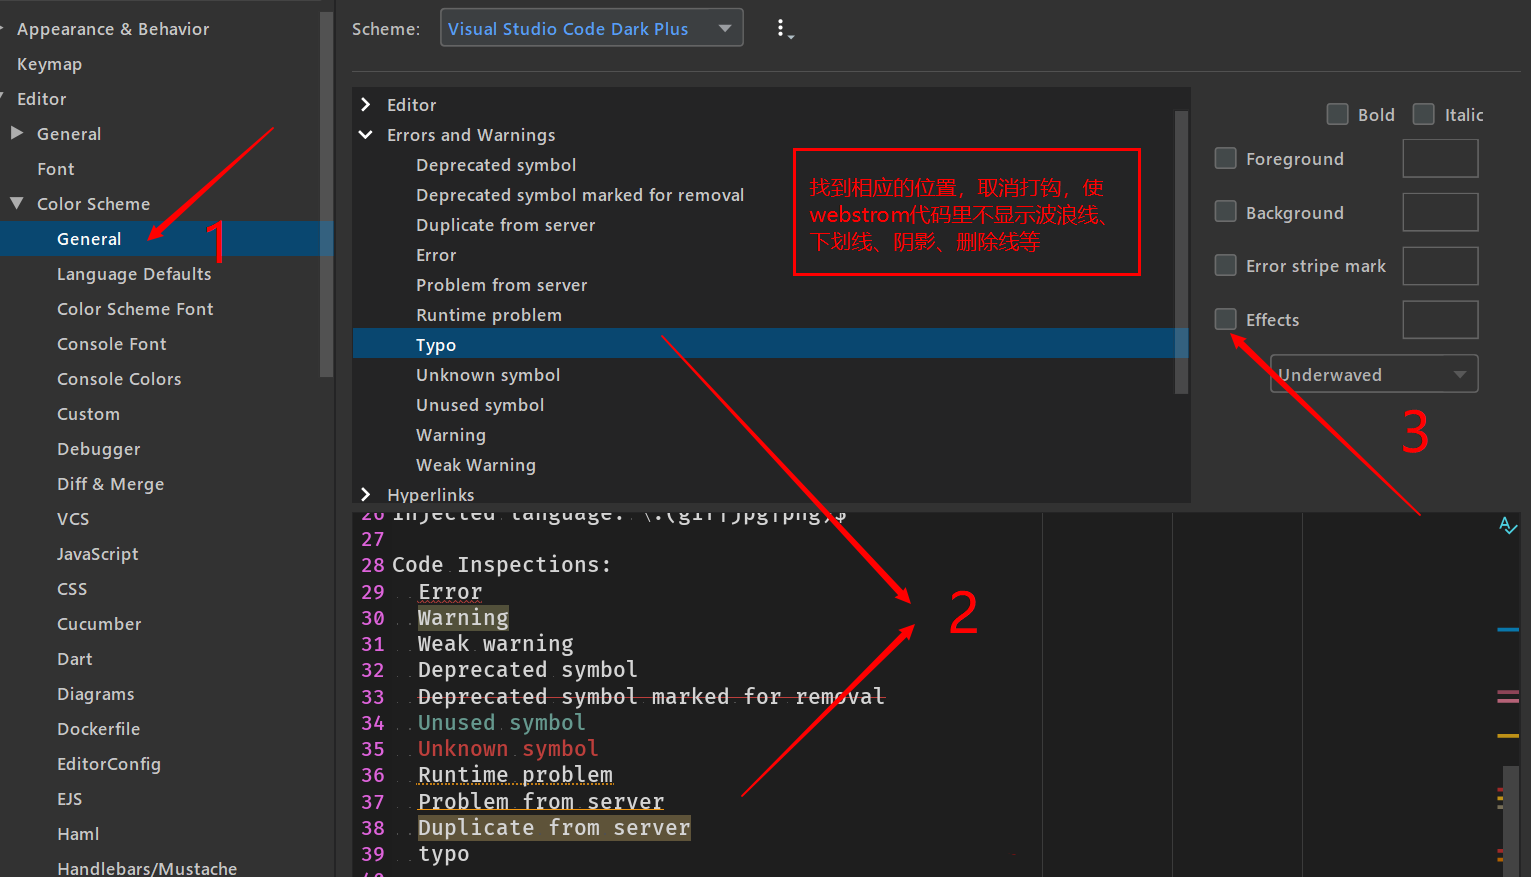 Appearance & Behavior
Keymap
Editor
General
Font
Color Scheme
General
Language Defaults
Color Scheme Font
Console Font
Console Colors
Custom
Debugger
Diff & Merge
VCS
JavaScript
CSS
Cucumber
Dart
Diagrams
Dockerfile
EditorConfig
EJS
Haml
Handlebars/Mustache
1
Scheme:
Visual Studio Code Dark Plus
Editor
Errors and Warnings
Deprecated symbol
Deprecated symbol marked for removal
Duplicate from server
Error
Problem from server
Runtime problem
Typo
Unknown symbol
Unused symbol
Warning
Weak Warning
Hyperlinks
找到相应的位置，取消打钩，使
webstrom代码里不显示波浪线、
下划线、阴影、删除线等
Bold
Italic
Foreground
Background
Error stripe mark
Effects
Underwaved
3
26 Injected language: \.(gif|jpg|png)$
27
28 Code Inspections:
29 Error
30 Warning
31 Weak warning
32 Deprecated symbol
33 Deprecated symbol marked for removal
34 Unused symbol
35 Unknown symbol
36 Runtime problem
37 Problem from server
38 Duplicate from server
39 typo
2